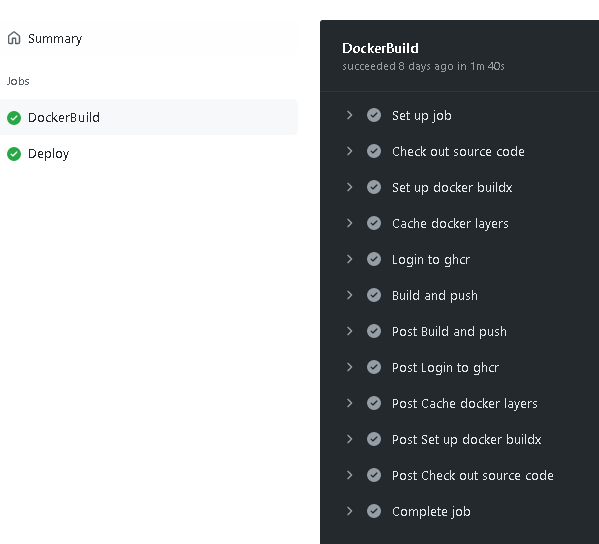 Summary
Jobs
DockerBuild
Deploy
DockerBuild
succeeded 8 days ago in 1m 40s
Set up job
Check out source code
Set up docker buildx
Cache docker layers
Login to ghcr
Build and push
Post Build and push
Post Login to ghcr
Post Cache docker layers
Post Set up docker buildx
Post Check out source code
Complete job